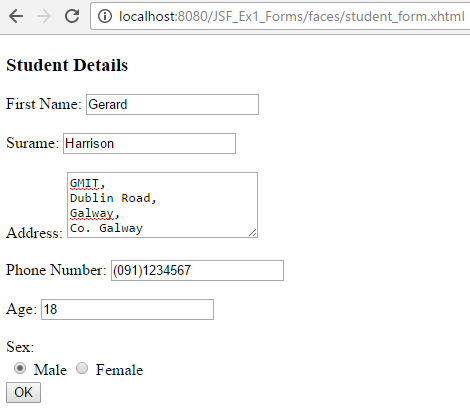 localhost:8080/JSF_Ex1_Forms/faces/student_form.xhtml
Student Details
First Name: Gerard
Surame: Harrison
Address: GMIT,
Dublin Road,
Galway,
Co. Galway
Phone Number: (091)1234567
Age: 18
Sex:
Male Female
OK